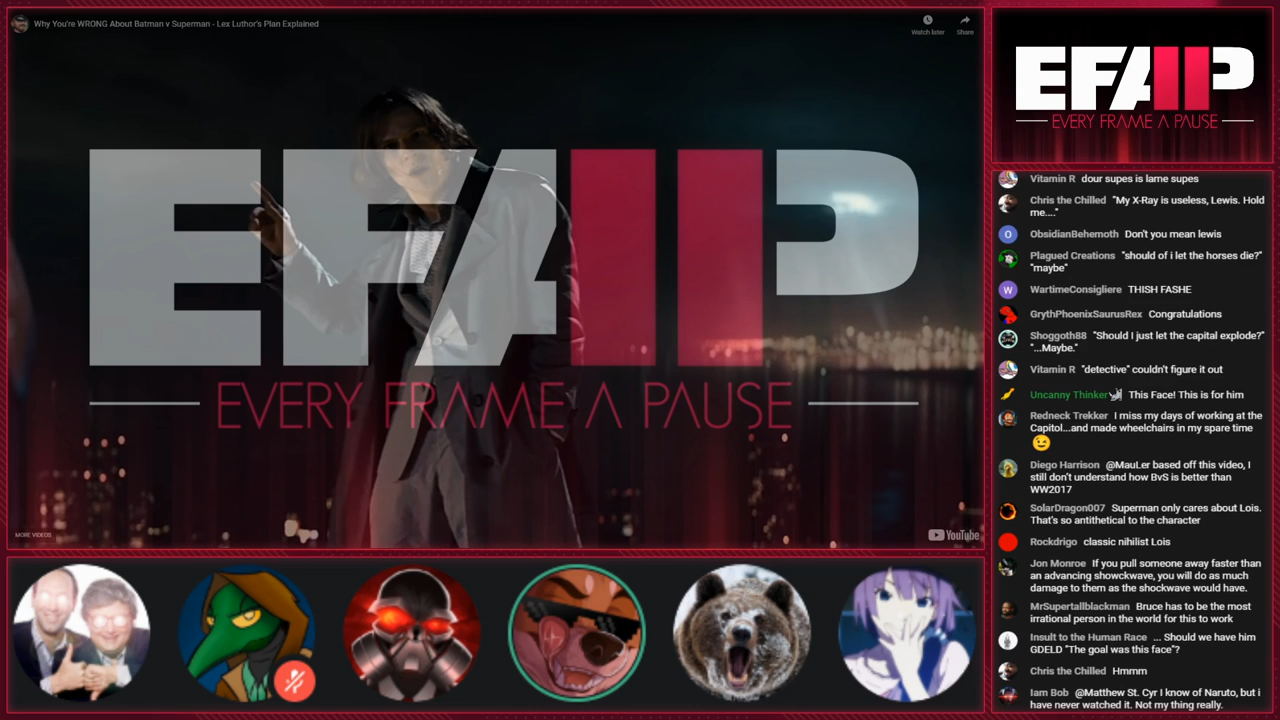 Why You're WRONG About Batman v Superman - Lex Luthor's Plan Explained
Watch later
Share
EFAP
EVERY FRAME A PAUSE
MORE VIDEOS
YouTube
EFAP
EVERY FRAME A PAUSE
Vitamin R dour supes is lame supes
Chris the Chilled "My X-Ray is useless, Lewis. Hold
me...."
O
ObsidianBehemoth Don't you mean lewis
Plagued Creations "should of i let the horses die?"
"maybe"
W
WartimeConsigliere THISH FASHE
GrythPhoenixSaurusRex Congratulations
Shoggoth88 "Should I just let the capital explode?"
"...Maybe."
Vitamin R "detective" couldn't figure it out
Uncanny Thinker This Face! This is for him
Redneck Trekker I miss my days of working at the
Capitol...and made wheelchairs in my spare time
😉
Diego Harrison @MauLer based off this video, I
still don't understand how BvS is better than
WW2017
SolarDragon007 Superman only cares about Lois.
That's so antithetical to the character
Rockdrigo classic nihilist Lois
Jon Monroe If you pull someone away faster than
an advancing showckwave, you will do as much
damage to them as the shockwave would have.
MrSupertallblackman Bruce has to be the most
irrational person in the world for this to work
Insult to the Human Race ... Should we have him
GDELD "The goal was this face"?
Chris the Chilled Hmmm
Iam Bob @Matthew St. Cyr I know of Naruto, but i
have never watched it. Not my thing really.